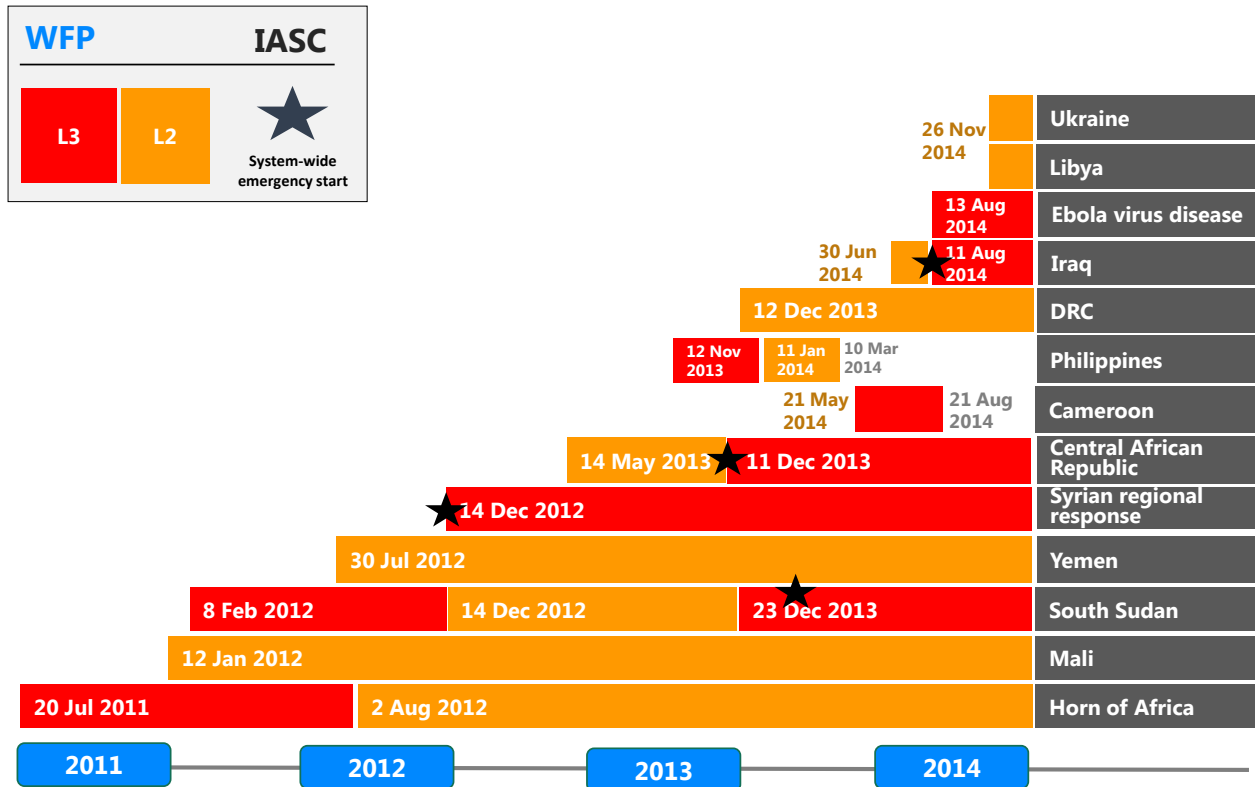 WFP IASC
L3 L2
System-wide
emergency start
26 Nov
2014
Ukraine
Libya
13 Aug
2014
Ebola virus disease
30 Jun
2014
11 Aug
2014
Iraq
12 Dec 2013
DRC
12 Nov
2013
11 Jan
2014
10 Mar
2014
Philippines
21 May
2014
21 Aug
2014
Cameroon
14 May 2013
11 Dec 2013
Central African
Republic
14 Dec 2012
Syrian regional
response
30 Jul 2012
Yemen
8 Feb 2012
14 Dec 2012
23 Dec 2013
South Sudan
12 Jan 2012
Mali
20 Jul 2011
2 Aug 2012
Horn of Africa
2011 2012 2013 2014